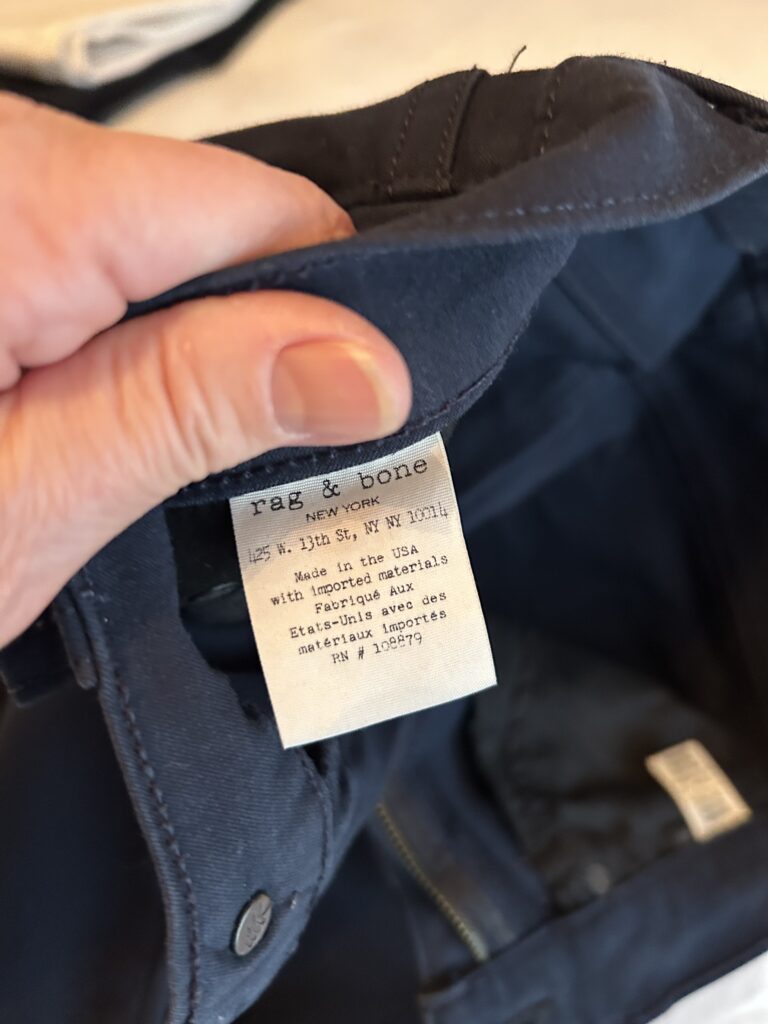 rag & bone
NEW YORK
425 W. 13th St, NY NY 10014
Made in the USA
with imported materials
Fabriqué Aux
Etats-Unis avec des
matériaux importés
RN # 108879